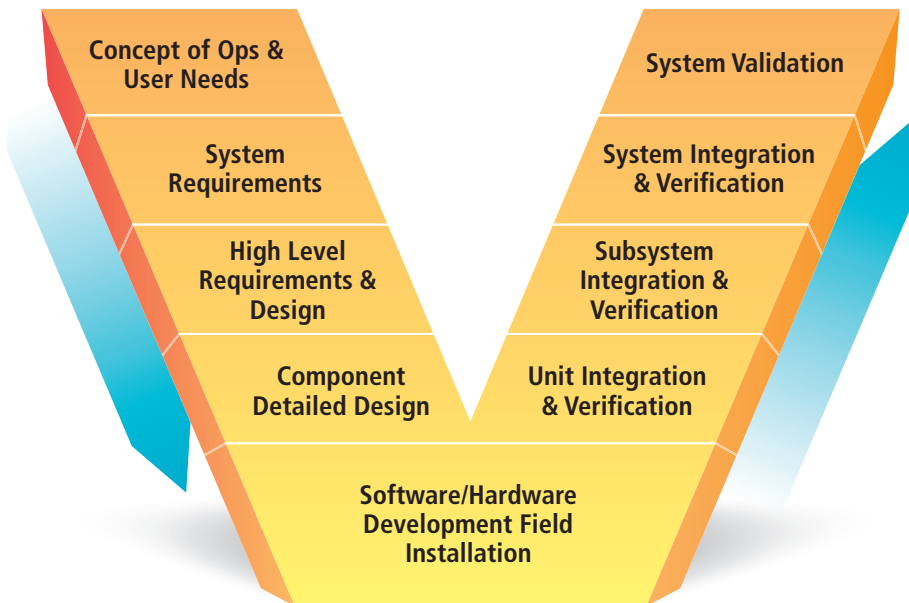 Concept of Ops &
User Needs
System
Requirements
High Level
Requirements &
Design
Component
Detailed Design
Software/Hardware
Development Field
Installation
Unit Integration
& Verification
Subsystem
Integration &
Verification
System Integration
& Verification
System Validation